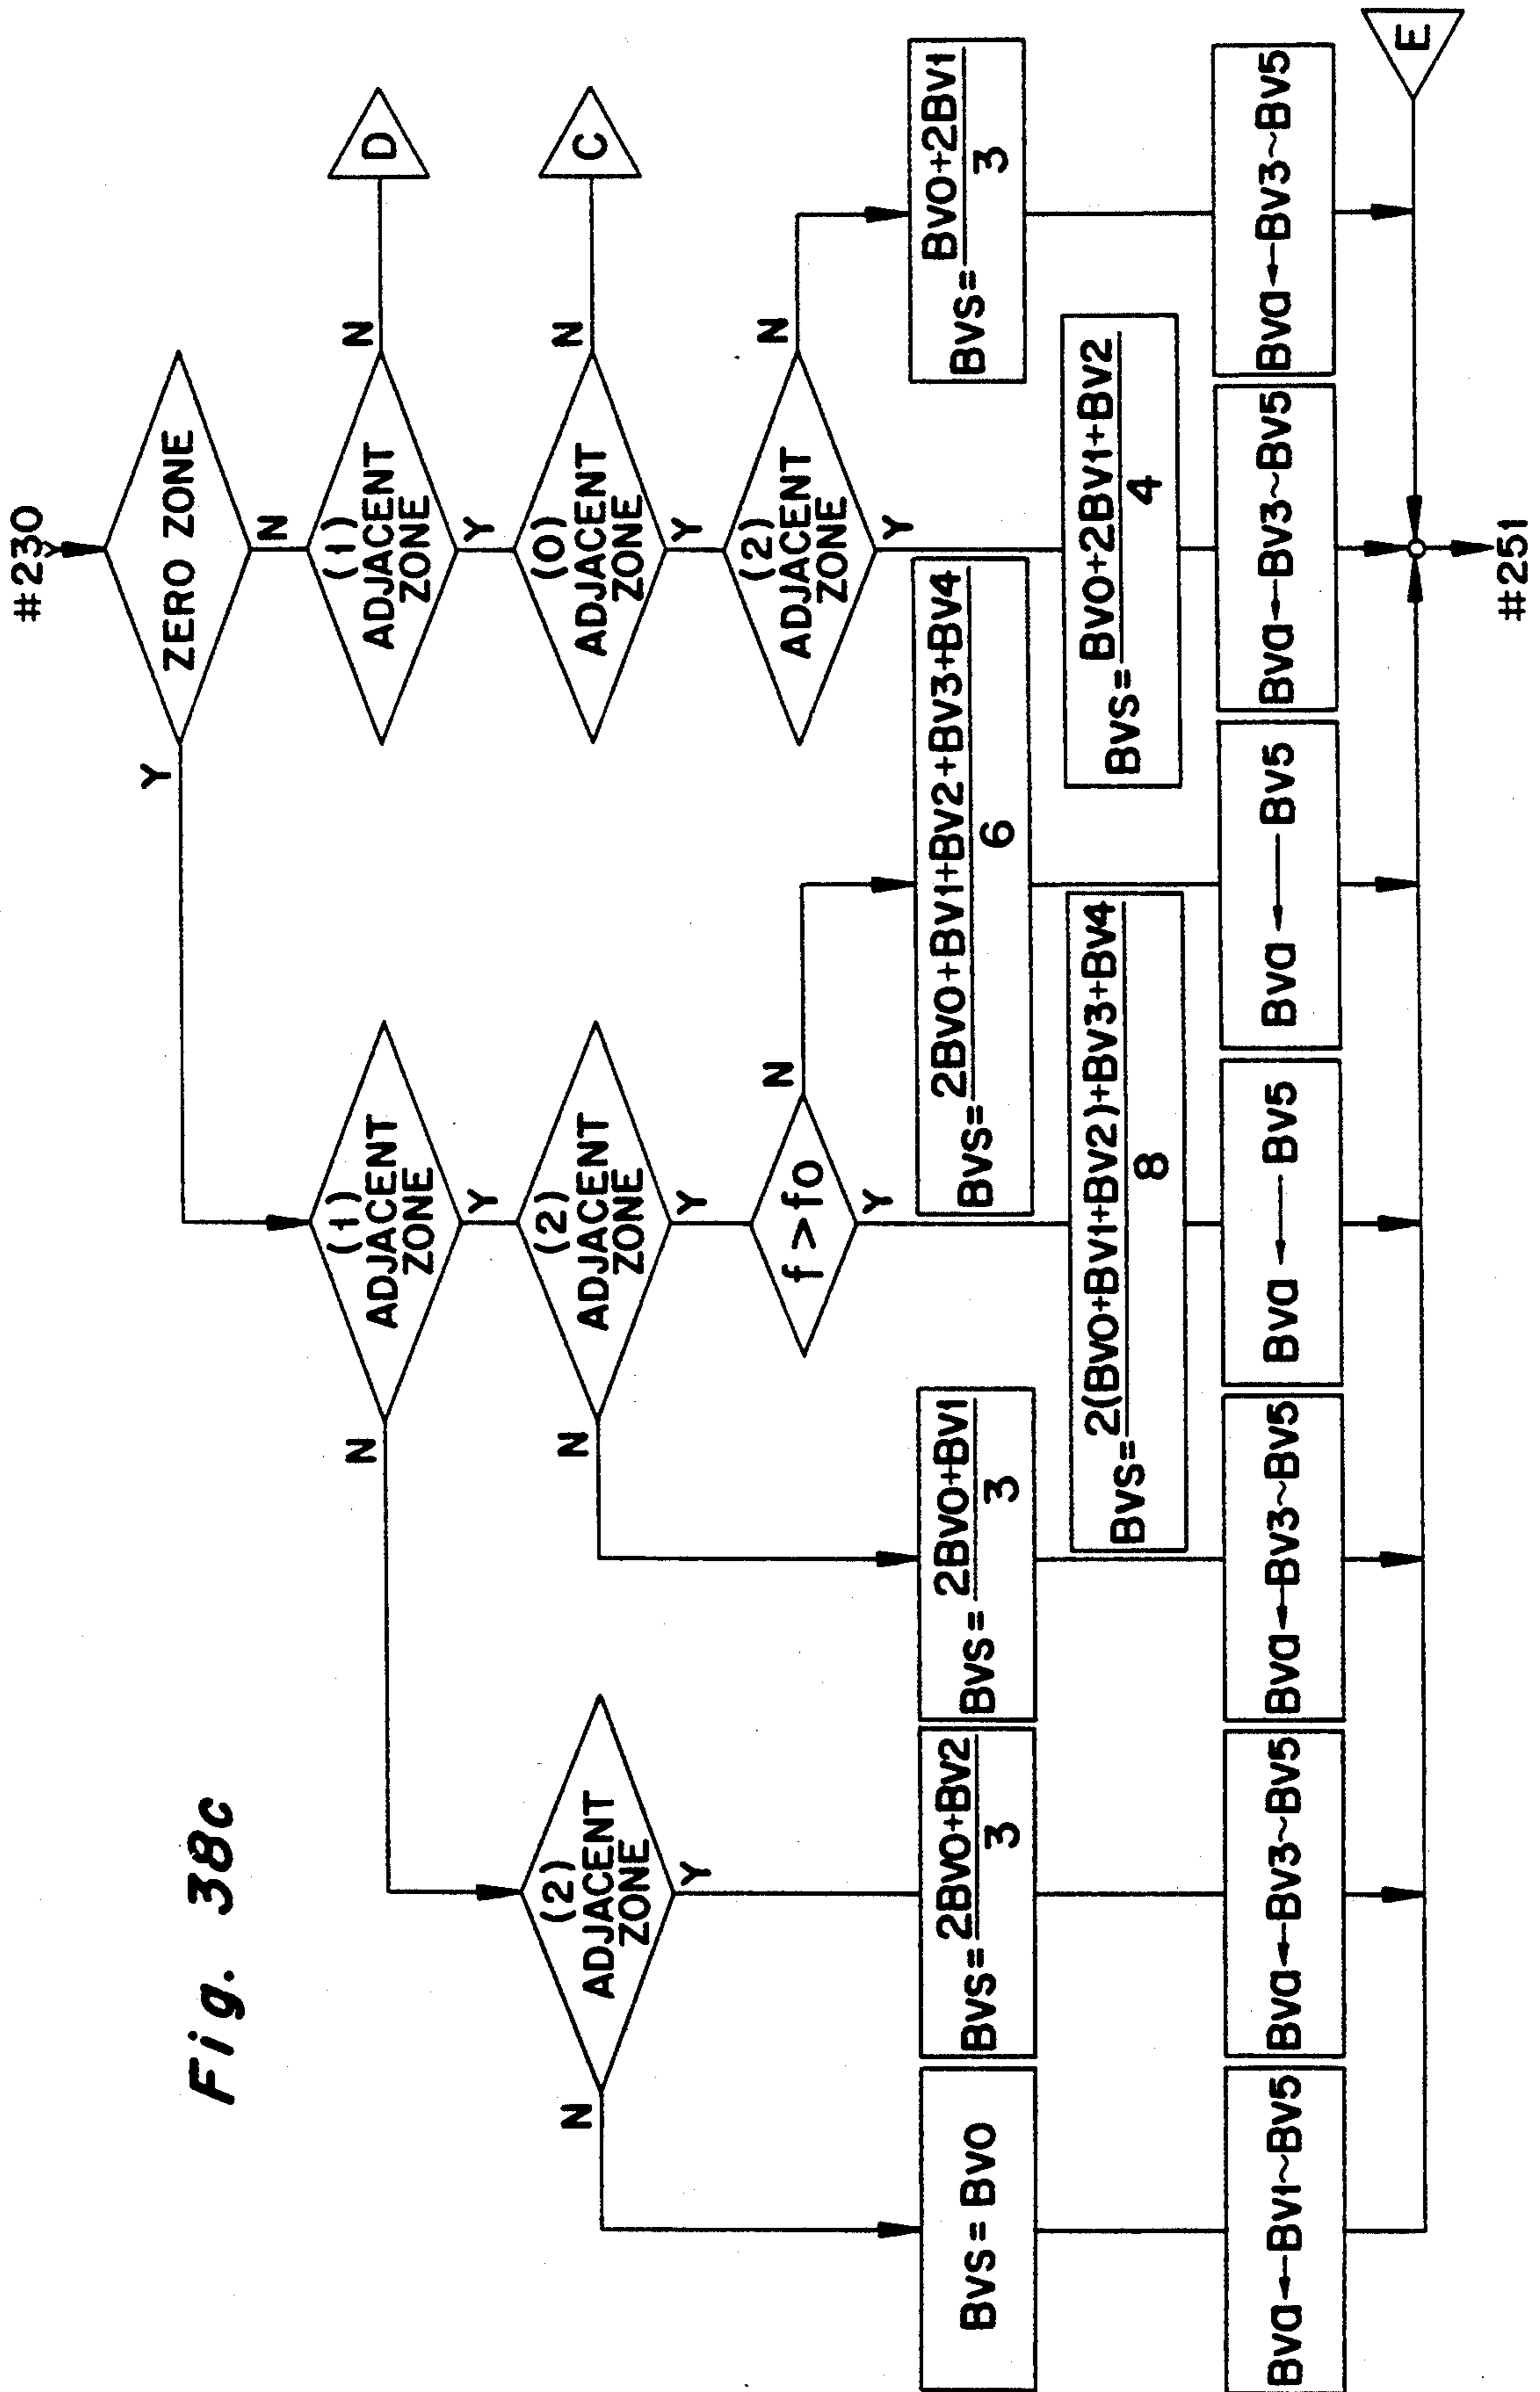 Fig. 38c
#230
ZERO ZONE
Y
N
(1)
ADJACENT
ZONE
N
Y
(1)
ADJACENT
ZONE
N
Y
D
(2)
ADJACENT
ZONE
N
Y
(2)
ADJACENT
ZONE
N
Y
(0)
ADJACENT
ZONE
N
Y
C
f > f0
N
Y
(2)
ADJACENT
ZONE
N
Y
Bvs = Bv0
Bvs = 2Bv0+Bv2
3
Bvs = 2Bv0+Bv1
3
Bvs = 2Bv0+Bv1+Bv2+Bv3+Bv4
6
Bvs = Bv0+2Bv1
3
Bvs = 2(Bv0+Bv1+Bv2)+Bv3+Bv4
8
Bvs = Bv0+2Bv1+Bv2
4
Bva ← Bv1~Bv5
Bva ← Bv3~Bv5
Bva ← Bv3~Bv5
Bva ← Bv5
Bva ← Bv5
Bva ← Bv3~Bv5
Bva ← Bv3~Bv5
E
#251